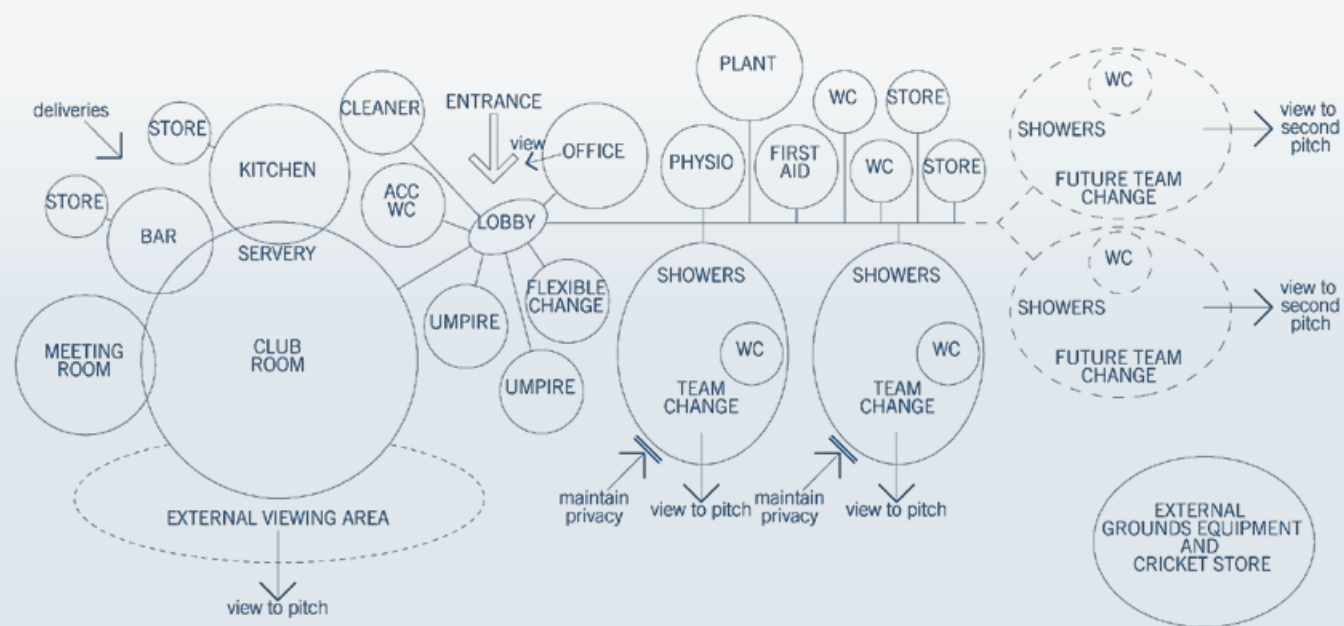 deliveries
STORE
KITCHEN
CLEANER
ENTRANCE
view
OFFICE
STORE
BAR
SERVERY
ACC
WC
LOBBY
MEETING
ROOM
CLUB
ROOM
UMPIRE
FLEXIBLE
CHANGE
UMPIRE
EXTERNAL VIEWING AREA
view to pitch
PLANT
PHYSIO
FIRST
AID
WC
WC
STORE
STORE
SHOWERS
WC
TEAM
CHANGE
maintain
privacy
view to pitch
SHOWERS
WC
TEAM
CHANGE
maintain
privacy
view to pitch
WC
SHOWERS
FUTURE TEAM
CHANGE
view to
second
pitch
WC
SHOWERS
FUTURE TEAM
CHANGE
view to
second
pitch
EXTERNAL
GROUNDS EQUIPMENT
AND
CRICKET STORE